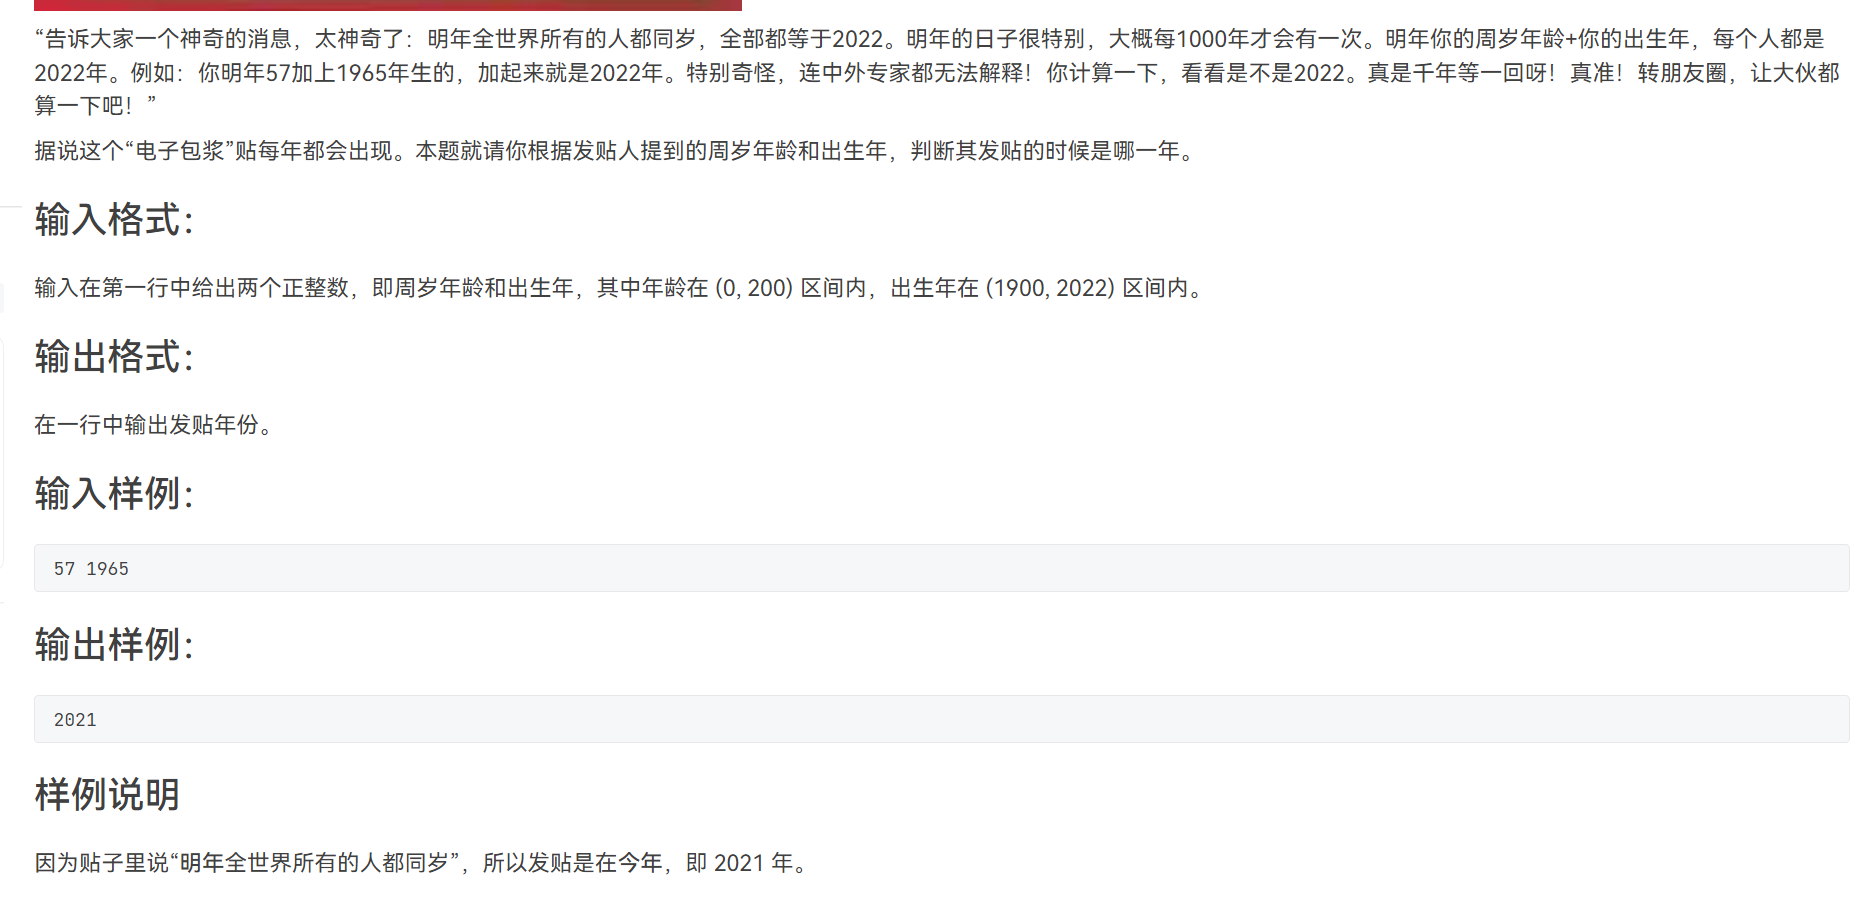 “告诉大家一个神奇的消息，太神奇了：明年全世界所有的人都同岁，全部都等于2022。明年的日子很特别，大概每1000年才会有一次。明年你的周岁年龄+你的出生年，每个人都是
2022年。例如：你明年57加上1965年生的，加起来就是2022年。特别奇怪，连中外专家都无法解释！你计算一下，看看是不是2022。真是千年等一回呀！真准！转朋友圈，让大伙都
算一下吧！”
据说这个“电子包浆”贴每年都会出现。本题就请你根据发贴人提到的周岁年龄和出生年，判断其发贴的时候是哪一年。
输入格式：
输入在第一行中给出两个正整数，即周岁年龄和出生年，其中年龄在 (0, 200) 区间内，出生年在 (1900, 2022) 区间内。
输出格式：
在一行中输出发贴年份。
输入样例：
57 1965
输出样例：
2021
样例说明
因为贴子里说“明年全世界所有的人都同岁”，所以发贴是在今年，即 2021 年。